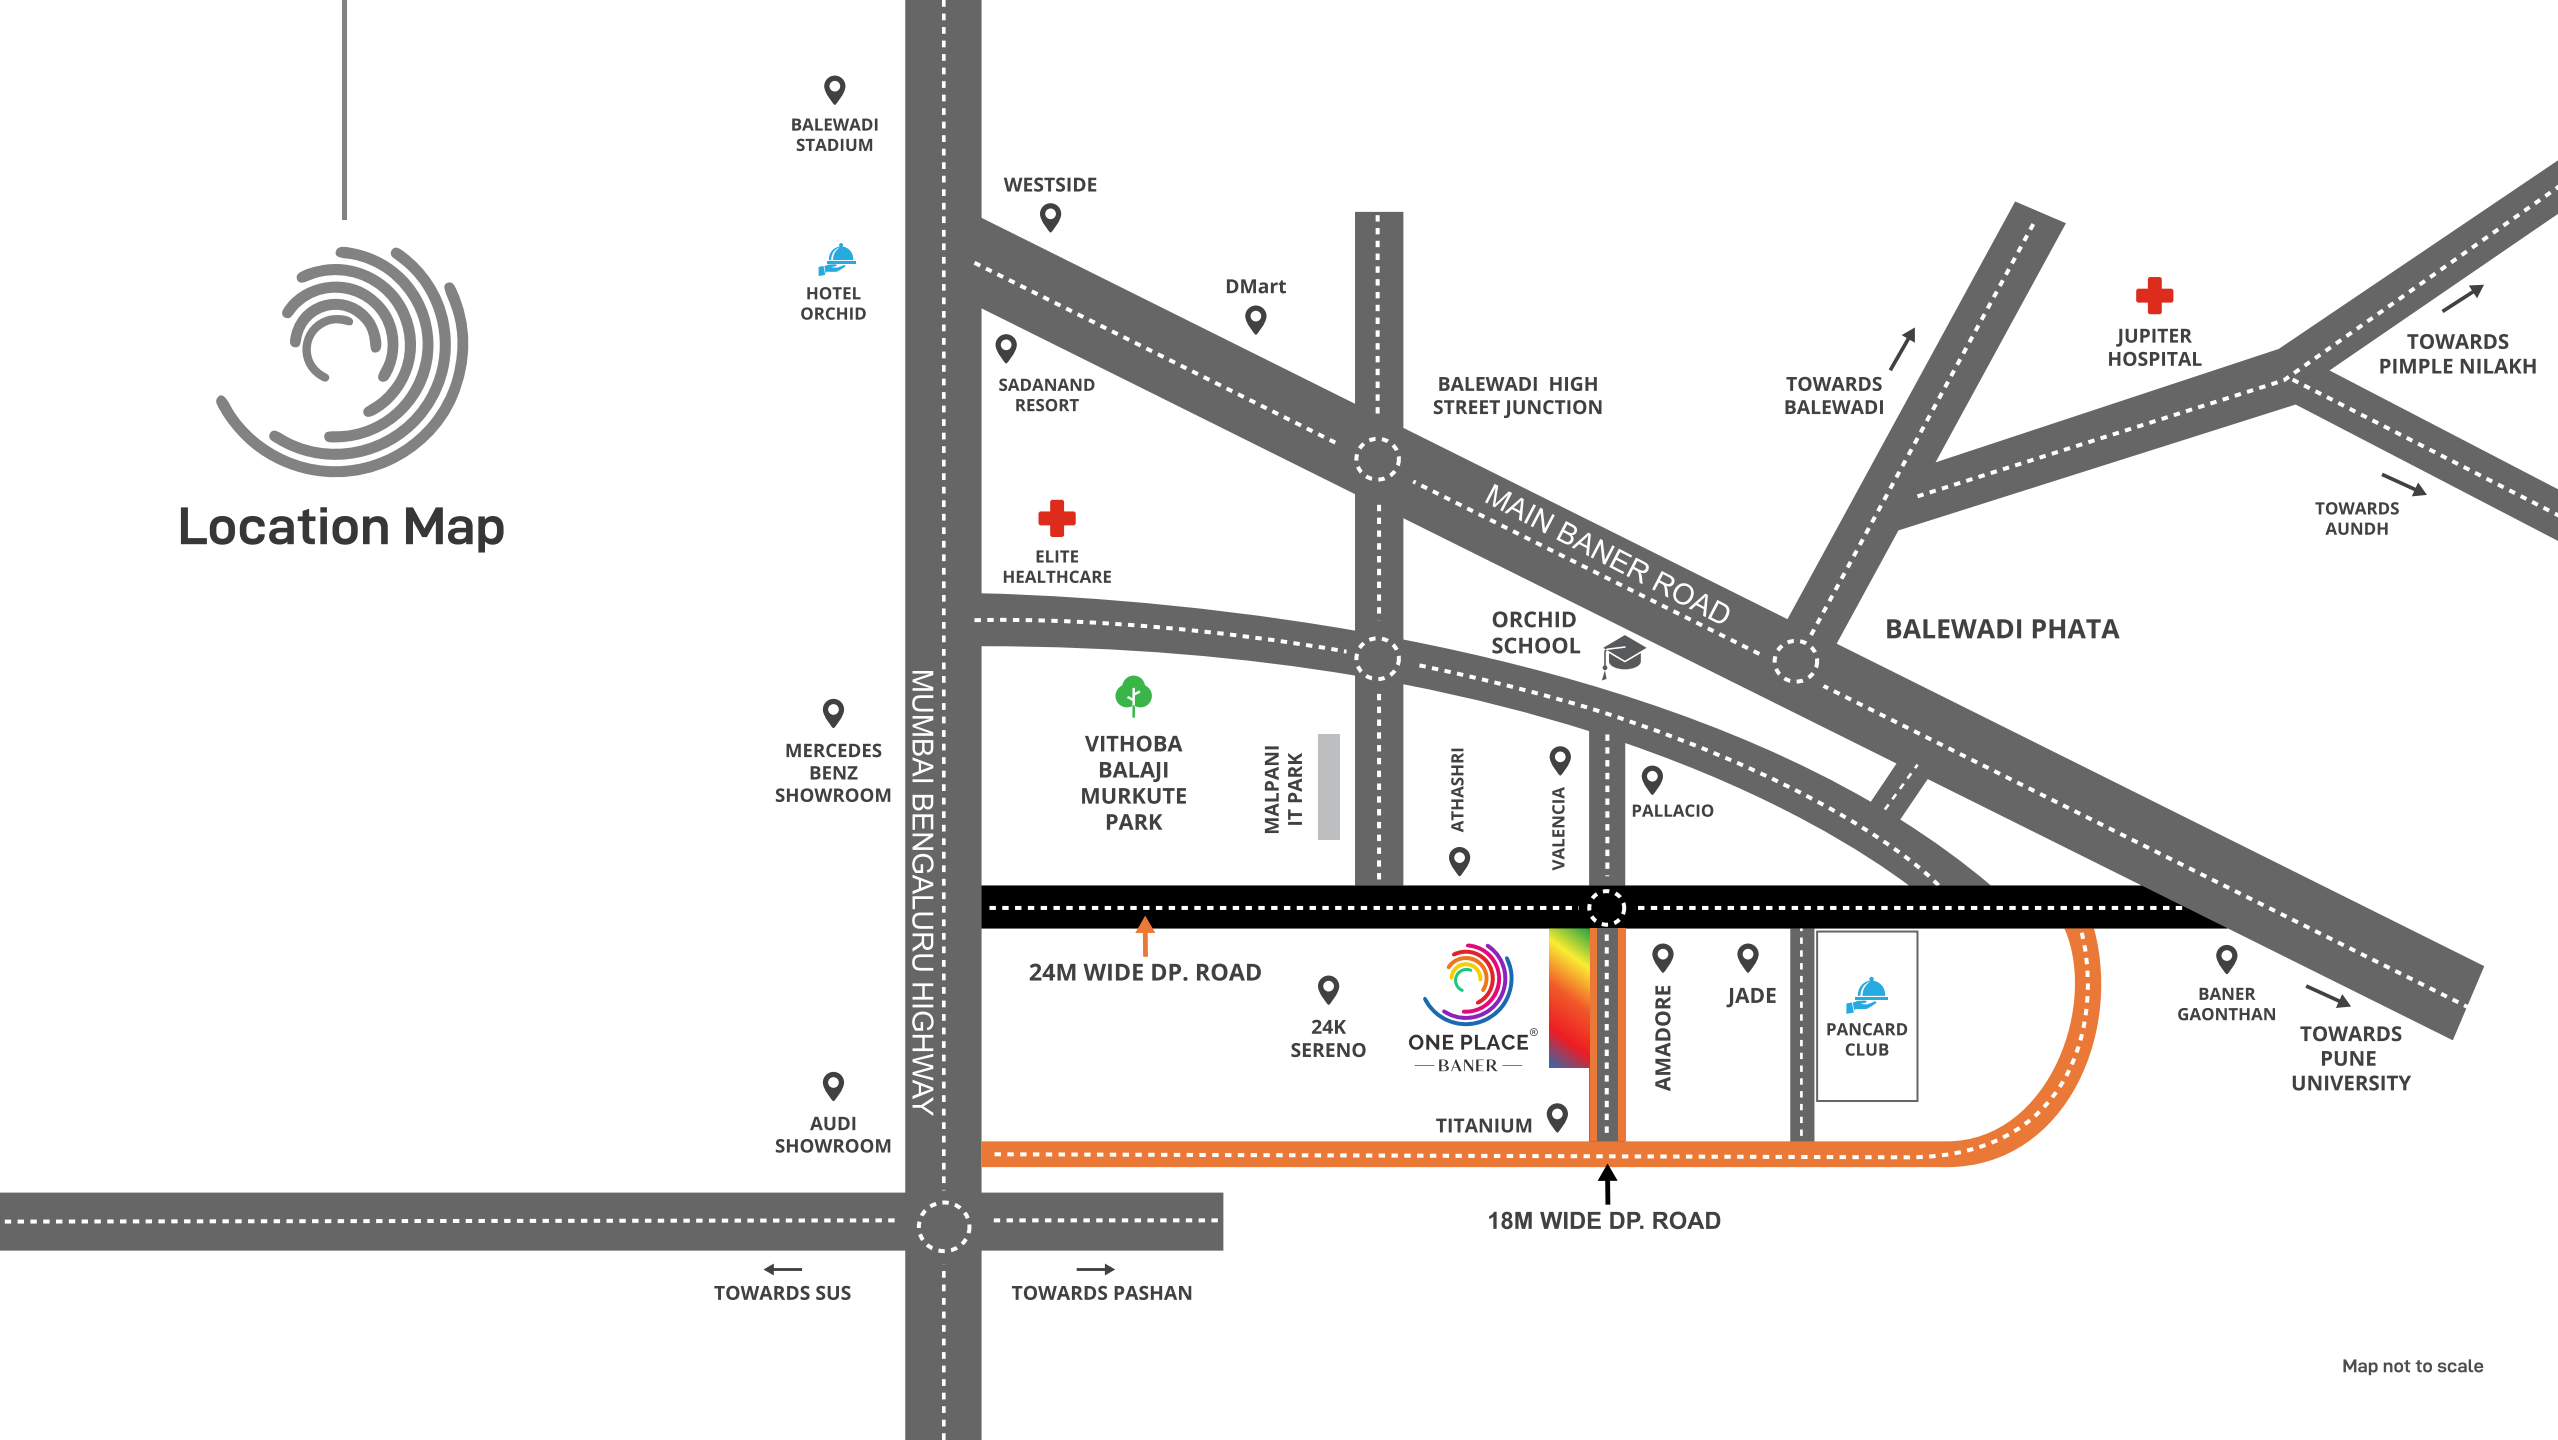 Location Map
BALEWADI
STADIUM
HOTEL
ORCHID
WESTSIDE
DMart
SADANAND
RESORT
BALEWADI HIGH
STREET JUNCTION
TOWARDS
BALEWADI
JUPITER
HOSPITAL
TOWARDS
PIMPLE NILAKH
TOWARDS
AUNDH
ELITE
HEALTHCARE
MAIN BANER ROAD
ORCHID
SCHOOL
BALEWADI PHATA
MUMBAI BENGALURU HIGHWAY
MERCEDES
BENZ
SHOWROOM
VITHOBA
BALAJI
MURKUTE
PARK
MALPANI
IT PARK
ATHASHRI
VALENCIA
PALLACIO
24M WIDE DP. ROAD
24K
SERENO
ONE PLACE®
BANER
AMADORE
JADE
PANCARD
CLUB
BANER
GAONTHAN
TOWARDS
PUNE
UNIVERSITY
AUDI
SHOWROOM
TITANIUM
18M WIDE DP. ROAD
TOWARDS SUS
TOWARDS PASHAN
Map not to scale